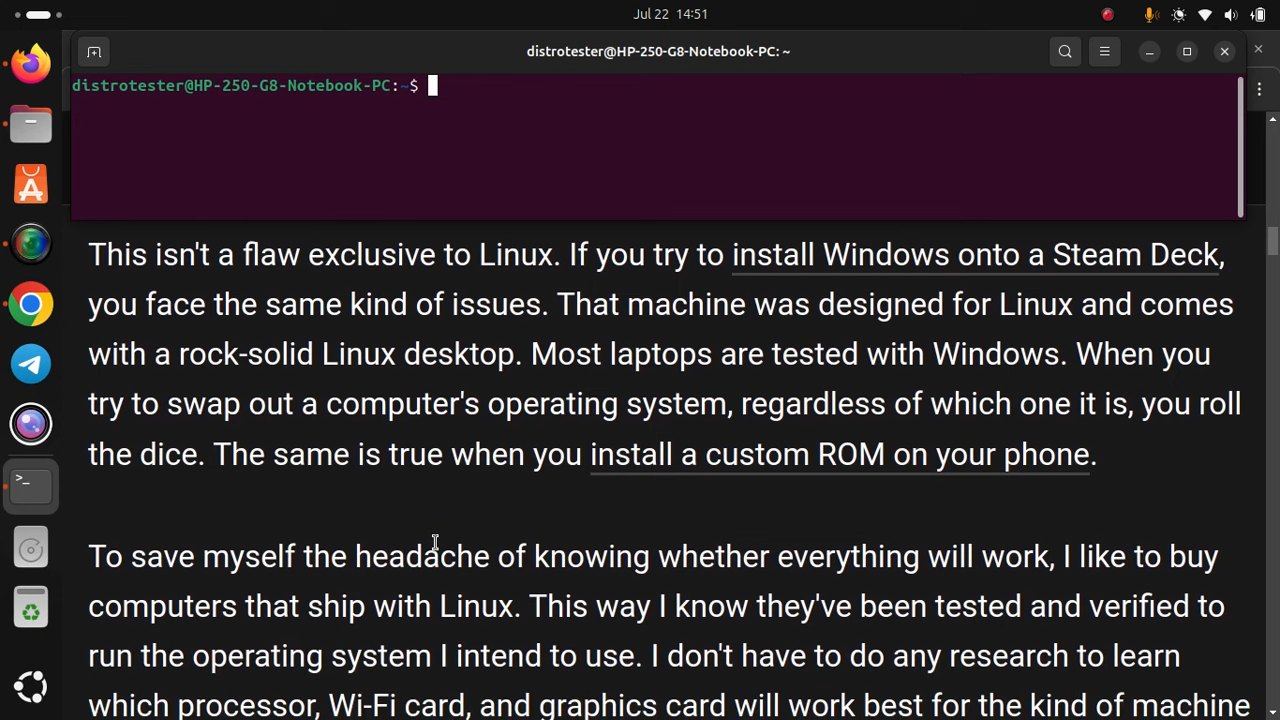 Jul 22 14:51
distrotester@HP-250-G8-Notebook-PC: ~
distrotester@HP-250-G8-Notebook-PC:~$
This isn't a flaw exclusive to Linux. If you try to install Windows onto a Steam Deck,
you face the same kind of issues. That machine was designed for Linux and comes
with a rock-solid Linux desktop. Most laptops are tested with Windows. When you
try to swap out a computer's operating system, regardless of which one it is, you roll
the dice. The same is true when you install a custom ROM on your phone.
To save myself the headache of knowing whether everything will work, I like to buy
computers that ship with Linux. This way I know they've been tested and verified to
run the operating system I intend to use. I don't have to do any research to learn
which processor, Wi-Fi card, and graphics card will work best for the kind of machine